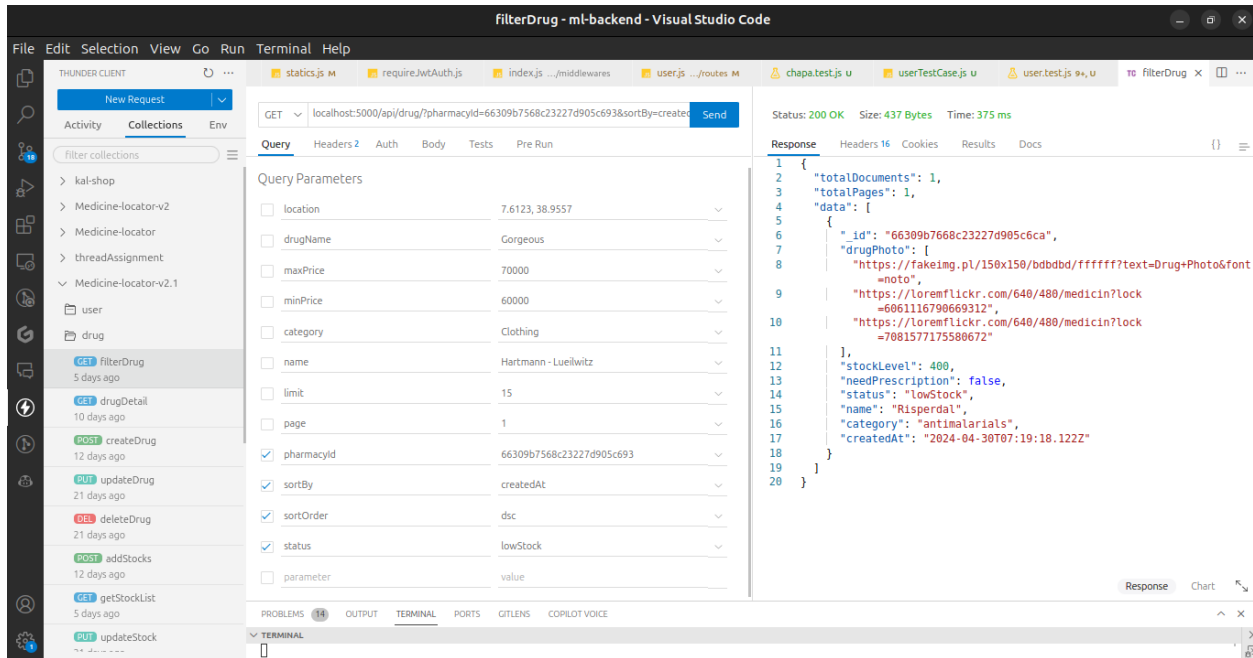 filterDrug - ml-backend - Visual Studio Code
File Edit Selection View Go Run Terminal Help
THUNDER CLIENT
statics.js M requireJwtAuth.js index.js .../middlewares user.js .../routes M chapa.test.js U userTestCase.js U user.test.js 9+, U TC filterDrug
New Request
Activity Collections Env
filter collections
kal-shop
Medicine-locator-v2
Medicine-locator
threadAssignment
Medicine-locator-v2.1
user
drug
GET filterDrug
5 days ago
GET drugDetail
10 days ago
POST createDrug
12 days ago
PUT updateDrug
21 days ago
DEL deleteDrug
21 days ago
POST addStocks
12 days ago
GET getStockList
5 days ago
PUT updateStock
18
1
GET localhost:5000/api/drug/?pharmacyId=66309b7568c23227d905c693&sortBy=created Send
Query Headers 2 Auth Body Tests Pre Run
Query Parameters
location 7.6123, 38.9557
drugName Gorgeous
maxPrice 70000
minPrice 60000
category Clothing
name Hartmann - Lueilwitz
limit 15
page 1
pharmacyId 66309b7568c23227d905c693
sortBy createdAt
sortOrder dsc
status lowStock
parameter value
Status: 200 OK Size: 437 Bytes Time: 375 ms
Response Headers 16 Cookies Results Docs {}
1 {
2 "totalDocuments": 1,
3 "totalPages": 1,
4 "data": [
5 {
6 "_id": "66309b7668c23227d905c6ca",
7 "drugPhoto": [
8 "https://fakeimg.pl/150x150/bdbdbd/ffffff?text=Drug+Photo&font
=noto",
9 "https://loremflickr.com/640/480/medicin?lock
=6061116790669312",
10 "https://loremflickr.com/640/480/medicin?lock
=7081577175580672"
11 ],
12 "stockLevel": 400,
13 "needPrescription": false,
14 "status": "lowStock",
15 "name": "Risperdal",
16 "category": "antimalarials",
17 "createdAt": "2024-04-30T07:19:18.122Z"
18 }
19 ]
20 }
Response Chart
PROBLEMS 14 OUTPUT TERMINAL PORTS GITLENS COPILOT VOICE
TERMINAL